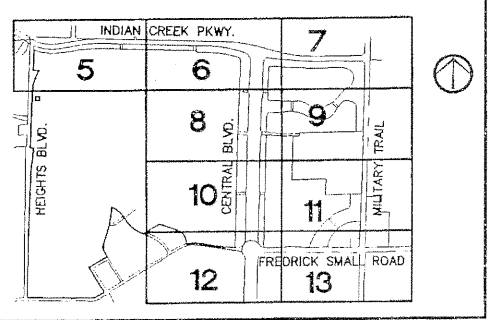 INDIAN CREEK PKWY.
7
5
6
8
9
HEIGHTS BLVD.
CENTRAL BLVD.
MILITARY TRAIL
10
11
FREDRICK SMALL ROAD
12
13